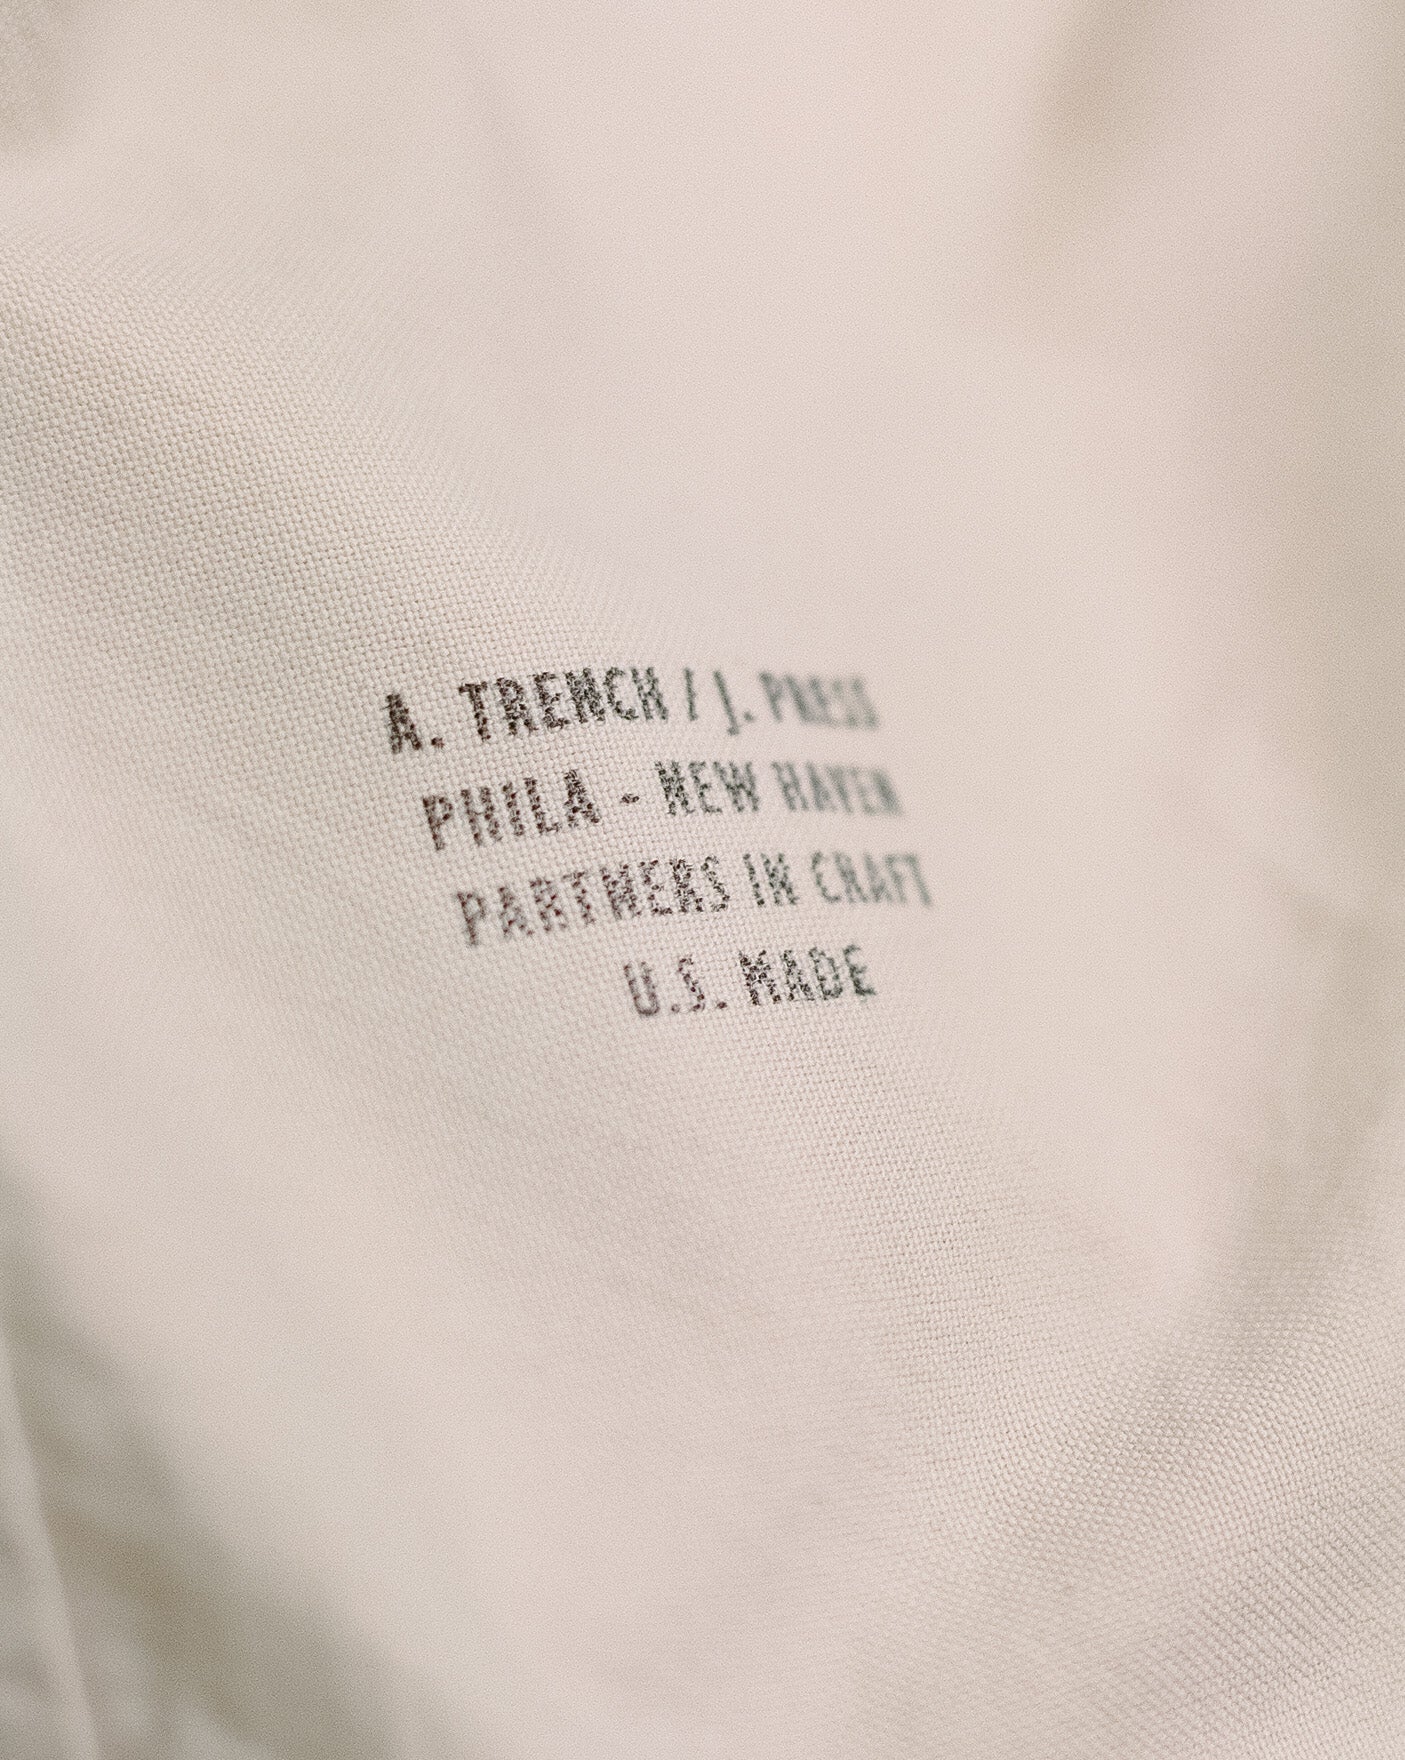 A. TRENCH / J. PRESS
PHILA - NEW HAVEN
PARTNERS IN CRAFT
U.S. MADE